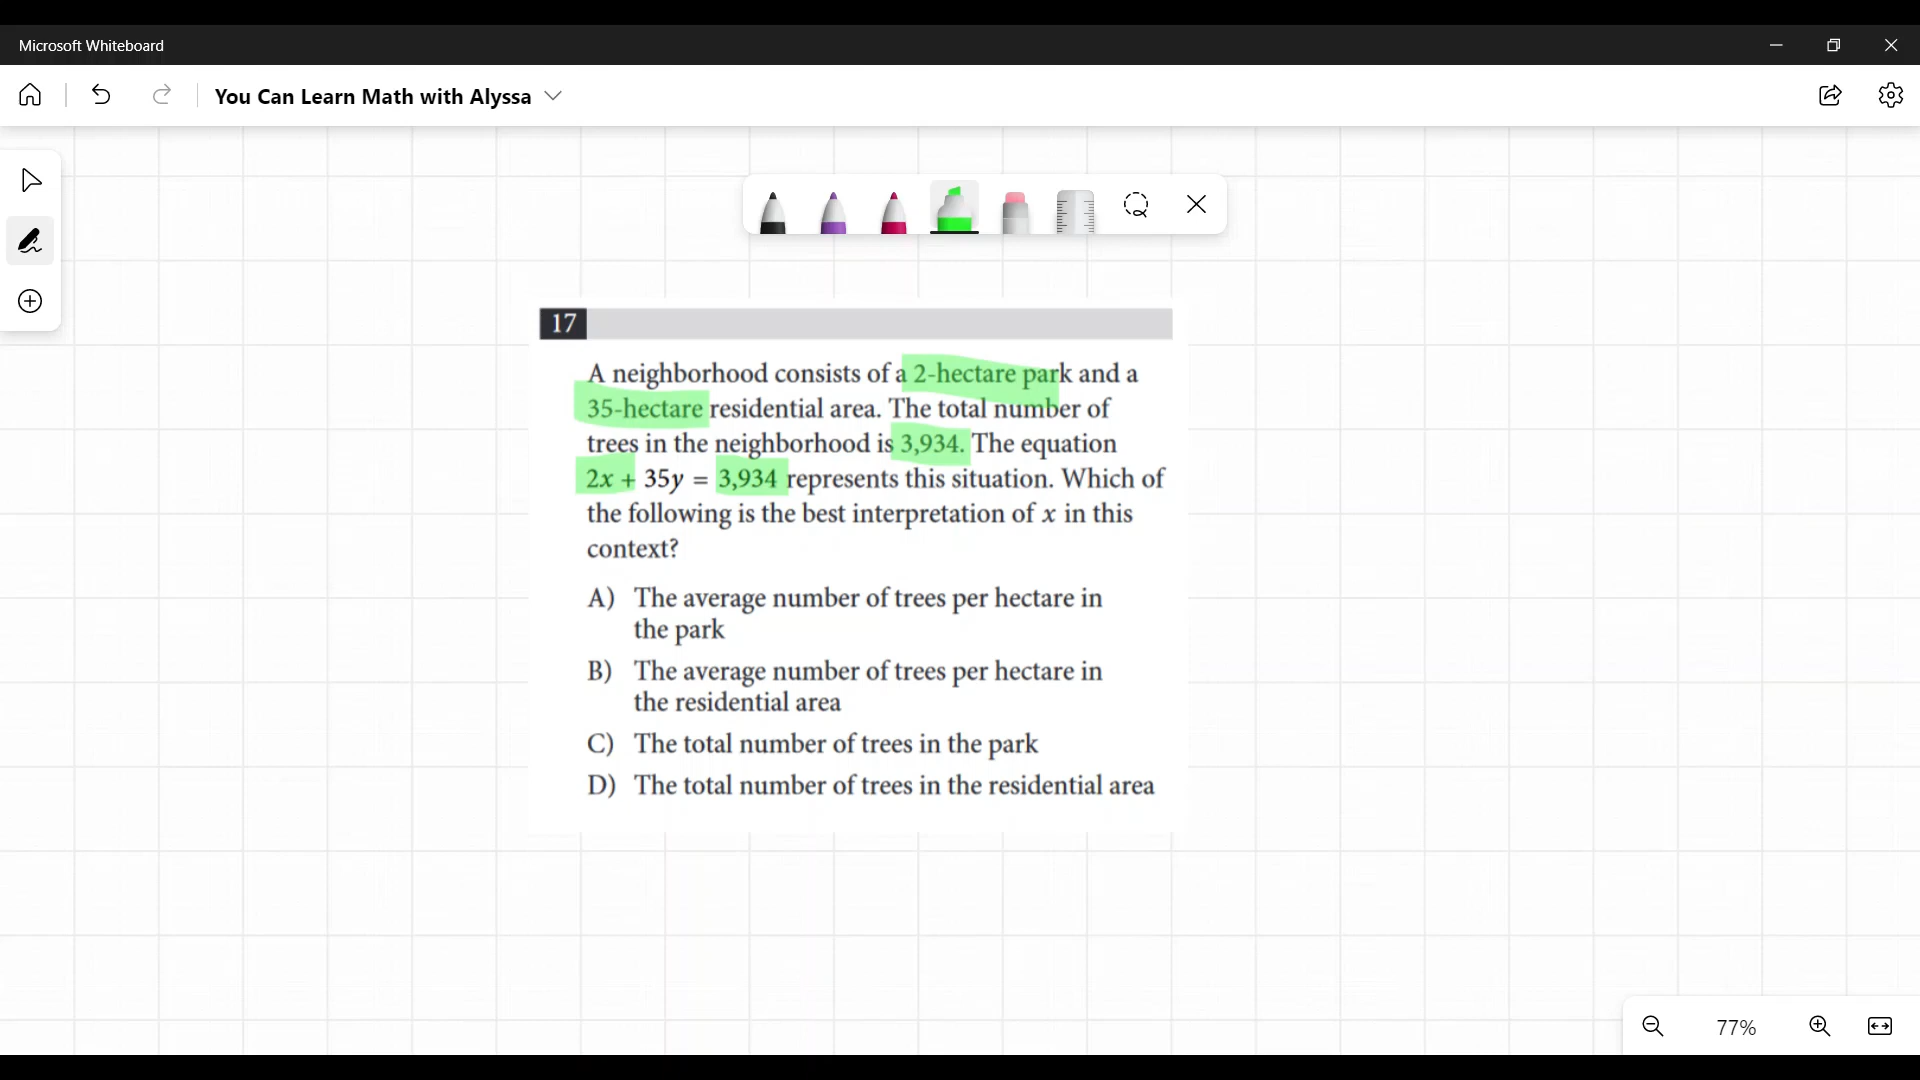 Microsoft Whiteboard
You Can Learn Math with Alyssa
17
A neighborhood consists of a 2-hectare park and a
35-hectare residential area. The total number of
trees in the neighborhood is 3,934. The equation
2x + 35y = 3,934 represents this situation. Which of
the following is the best interpretation of x in this
context?
A) The average number of trees per hectare in
the park
B) The average number of trees per hectare in
the residential area
C) The total number of trees in the park
D) The total number of trees in the residential area
77%